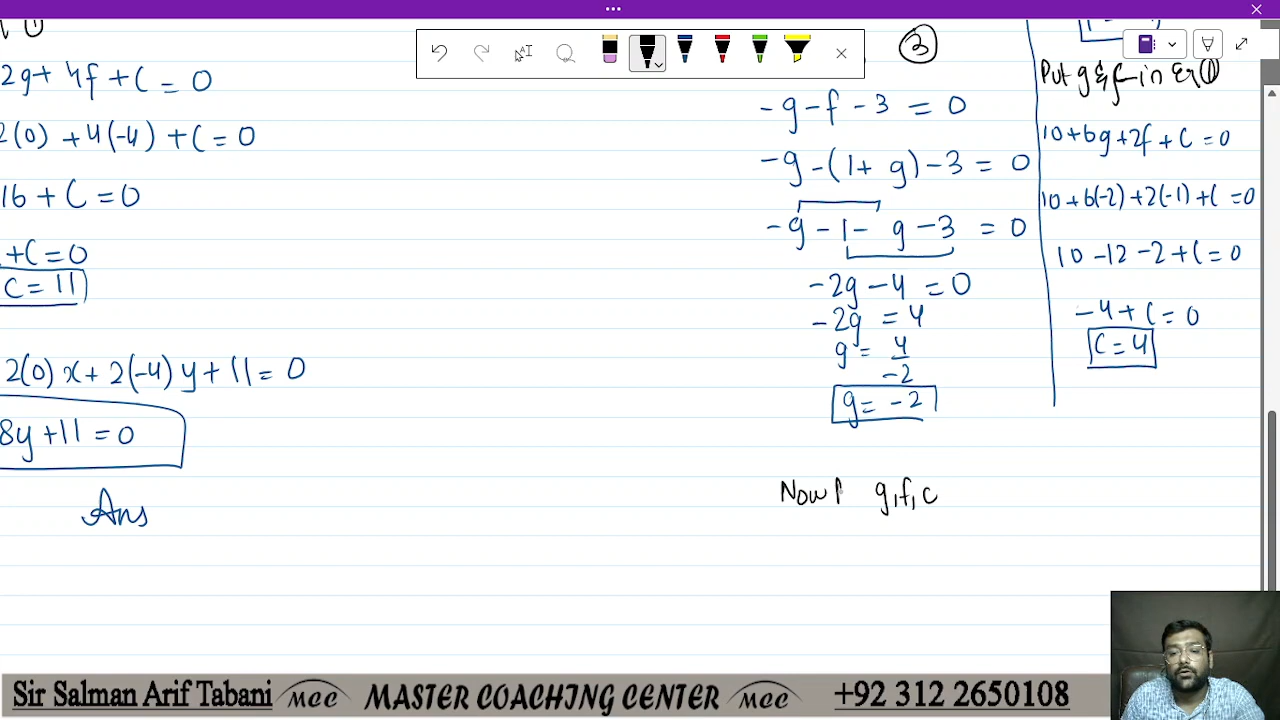 2g + 4f + C = 0
2(0) + 4(-4) + C = 0
16 + C = 0
+ C = 0
C = 11
2(0)x + 2(-4)y + 11 = 0
8y + 11 = 0
Ans
3
-g - f - 3 = 0
-g - (1 + g) - 3 = 0
-g - 1 - g - 3 = 0
-2g - 4 = 0
-2g = 4
g = 4/-2
g = -2
Now P g, f, c
Put g & f in Eq 1
10 + 6g + 2f + C = 0
10 + 6(-2) + 2(-1) + C = 0
10 - 12 - 2 + C = 0
-4 + C = 0
C = 4
Sir Salman Arif Tabani MCC MASTER COACHING CENTER MCC +92 312 2650108